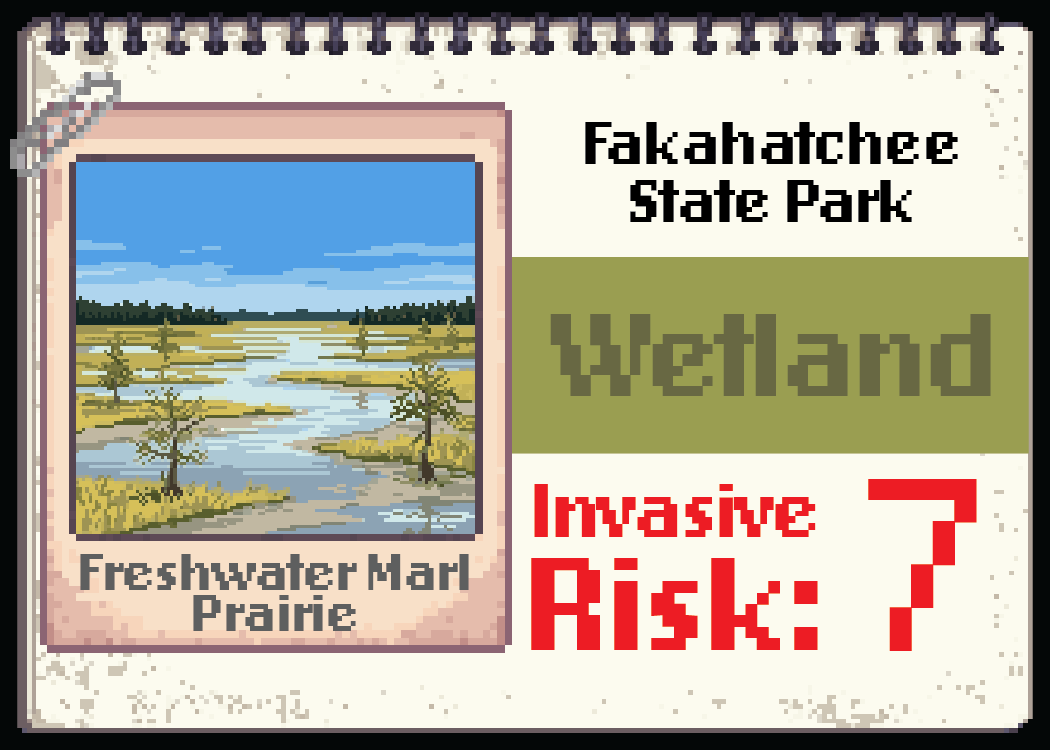 Fakahatchee
State Park
Wetland
Invasive
Risk: 7
Freshwater Marl
Prairie